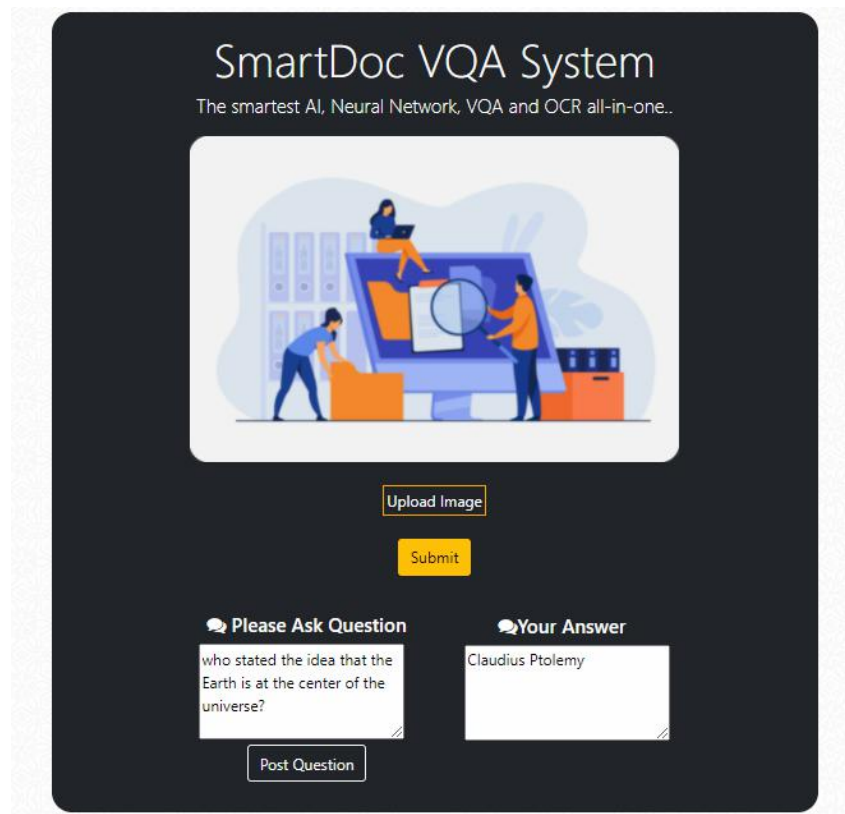 SmartDoc VQA System
The smartest AI, Neural Network, VQA and OCR all-in-one..
Upload Image
Submit
Please Ask Question
who stated the idea that the
Earth is at the center of the
universe?
Post Question
Your Answer
Claudius Ptolemy